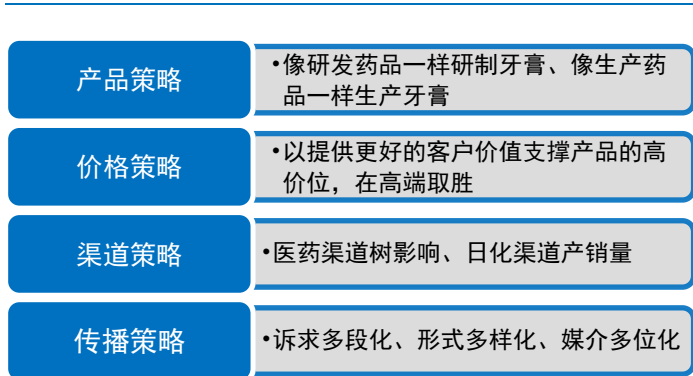 产品策略
•像研发药品一样研制牙膏、像生产药
品一样生产牙膏
价格策略
•以提供更好的客户价值支撑产品的高
价位，在高端取胜
渠道策略
•医药渠道树影响、日化渠道产销量
传播策略
•诉求多段化、形式多样化、媒介多位化